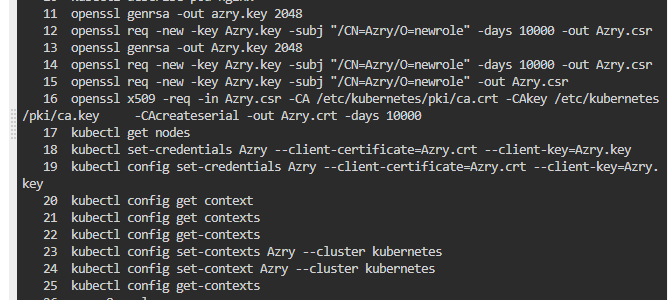 11 openssl genrsa -out azry.key 2048
12 openssl req -new -key Azry.key -subj "/CN=Azry/O=newrole" -days 10000 -out Azry.csr
13 openssl genrsa -out Azry.key 2048
14 openssl req -new -key Azry.key -subj "/CN=Azry/O=newrole" -days 10000 -out Azry.csr
15 openssl req -new -key Azry.key -subj "/CN=Azry/O=newrole" -out Azry.csr
16 openssl x509 -req -in Azry.csr -CA /etc/kubernetes/pki/ca.crt -CAkey /etc/kubernetes
/pki/ca.key -CAcreateserial -out Azry.crt -days 10000
17 kubectl get nodes
18 kubectl set-credentials Azry --client-certificate=Azry.crt --client-key=Azry.key
19 kubectl config set-credentials Azry --client-certificate=Azry.crt --client-key=Azry.
key
20 kubectl config get context
21 kubectl config get contexts
22 kubectl config get-contexts
23 kubectl config set-contexts Azry --cluster kubernetes
24 kubectl config set-context Azry --cluster kubernetes
25 kubectl config get-contexts